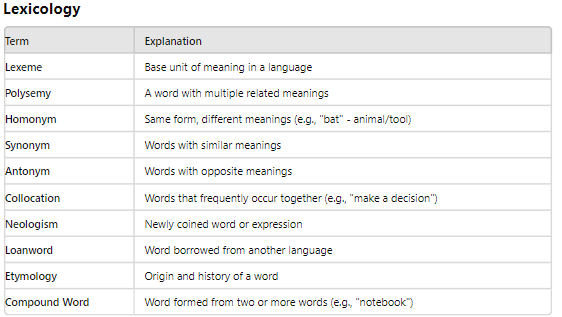 Lexicology
Term Explanation
Lexeme Base unit of meaning in a language
Polysemy A word with multiple related meanings
Homonym Same form, different meanings (e.g., "bat" - animal/tool)
Synonym Words with similar meanings
Antonym Words with opposite meanings
Collocation Words that frequently occur together (e.g., "make a decision")
Neologism Newly coined word or expression
Loanword Word borrowed from another language
Etymology Origin and history of a word
Compound Word Word formed from two or more words (e.g., "notebook")